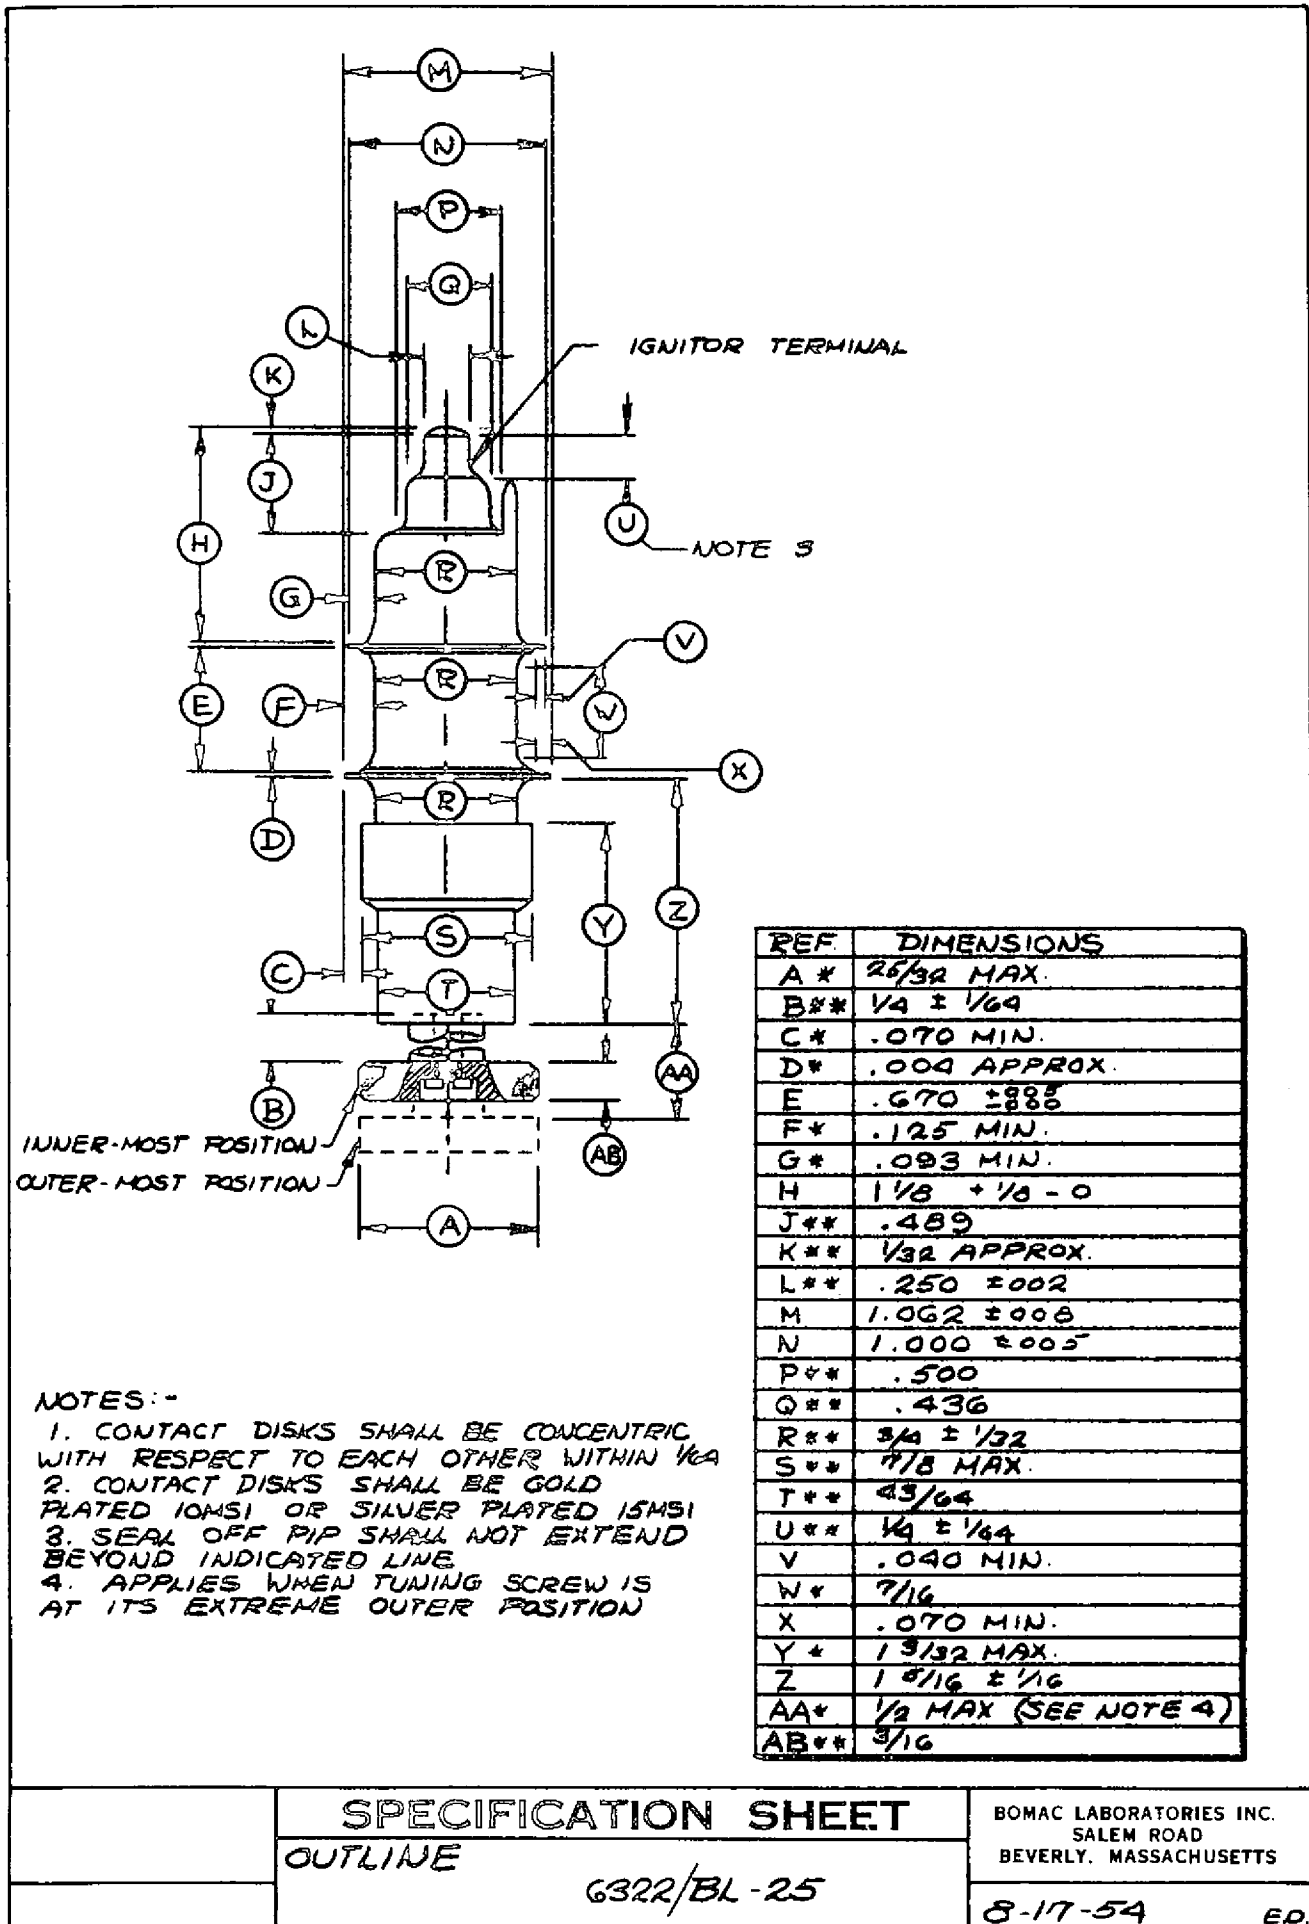 M
N
P
Q
L
IGNITOR TERMINAL
K
J
H
U
NOTE 3
R
G
V
R
E
F
W
X
R
D
Z
Y
S
C
T
AA
B
INNER-MOST POSITION
AB
OUTER-MOST POSITION
A
REF. DIMENSIONS
A * 25/32 MAX.
B** 1/4 ± 1/64
C * .070 MIN.
D* .004 APPROX.
E .670 +.005 -.000
F * .125 MIN.
G * .093 MIN.
H 1 1/8 + 1/8 - 0
J ** .489
K ** 1/32 APPROX.
L ** .250 ±002
M 1.062 ±008
N 1.000 ±005
P ** .500
Q ** .436
R ** 3/4 ± 1/32
S ** 7/8 MAX.
T ** 43/64
U ** 1/4 ± 1/64
V .040 MIN.
W * 7/16
X .070 MIN.
Y * 1 3/32 MAX.
Z 1 5/16 ± 1/16
AA* 1/2 MAX (SEE NOTE 4)
AB** 3/16
NOTES:-
1. CONTACT DISKS SHALL BE CONCENTRIC
WITH RESPECT TO EACH OTHER WITHIN 1/64
2. CONTACT DISKS SHALL BE GOLD
PLATED 10MSI OR SILVER PLATED 15MSI
3. SEAL OFF PIP SHALL NOT EXTEND
BEYOND INDICATED LINE
4. APPLIES WHEN TUNING SCREW IS
AT ITS EXTREME OUTER POSITION
SPECIFICATION SHEET
OUTLINE
6322/BL-25
BOMAC LABORATORIES INC.
SALEM ROAD
BEVERLY. MASSACHUSETTS
8-17-54 ED.